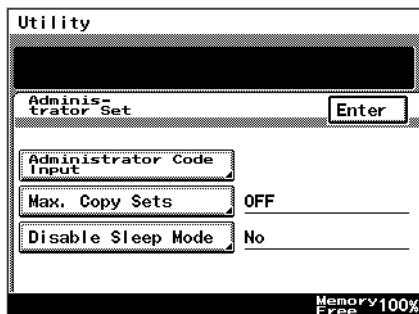 Utility
Adminis-
trator Set
Enter
Administrator Code
Input
Max. Copy Sets
OFF
Disable Sleep Mode
No
Memory
Free 100%